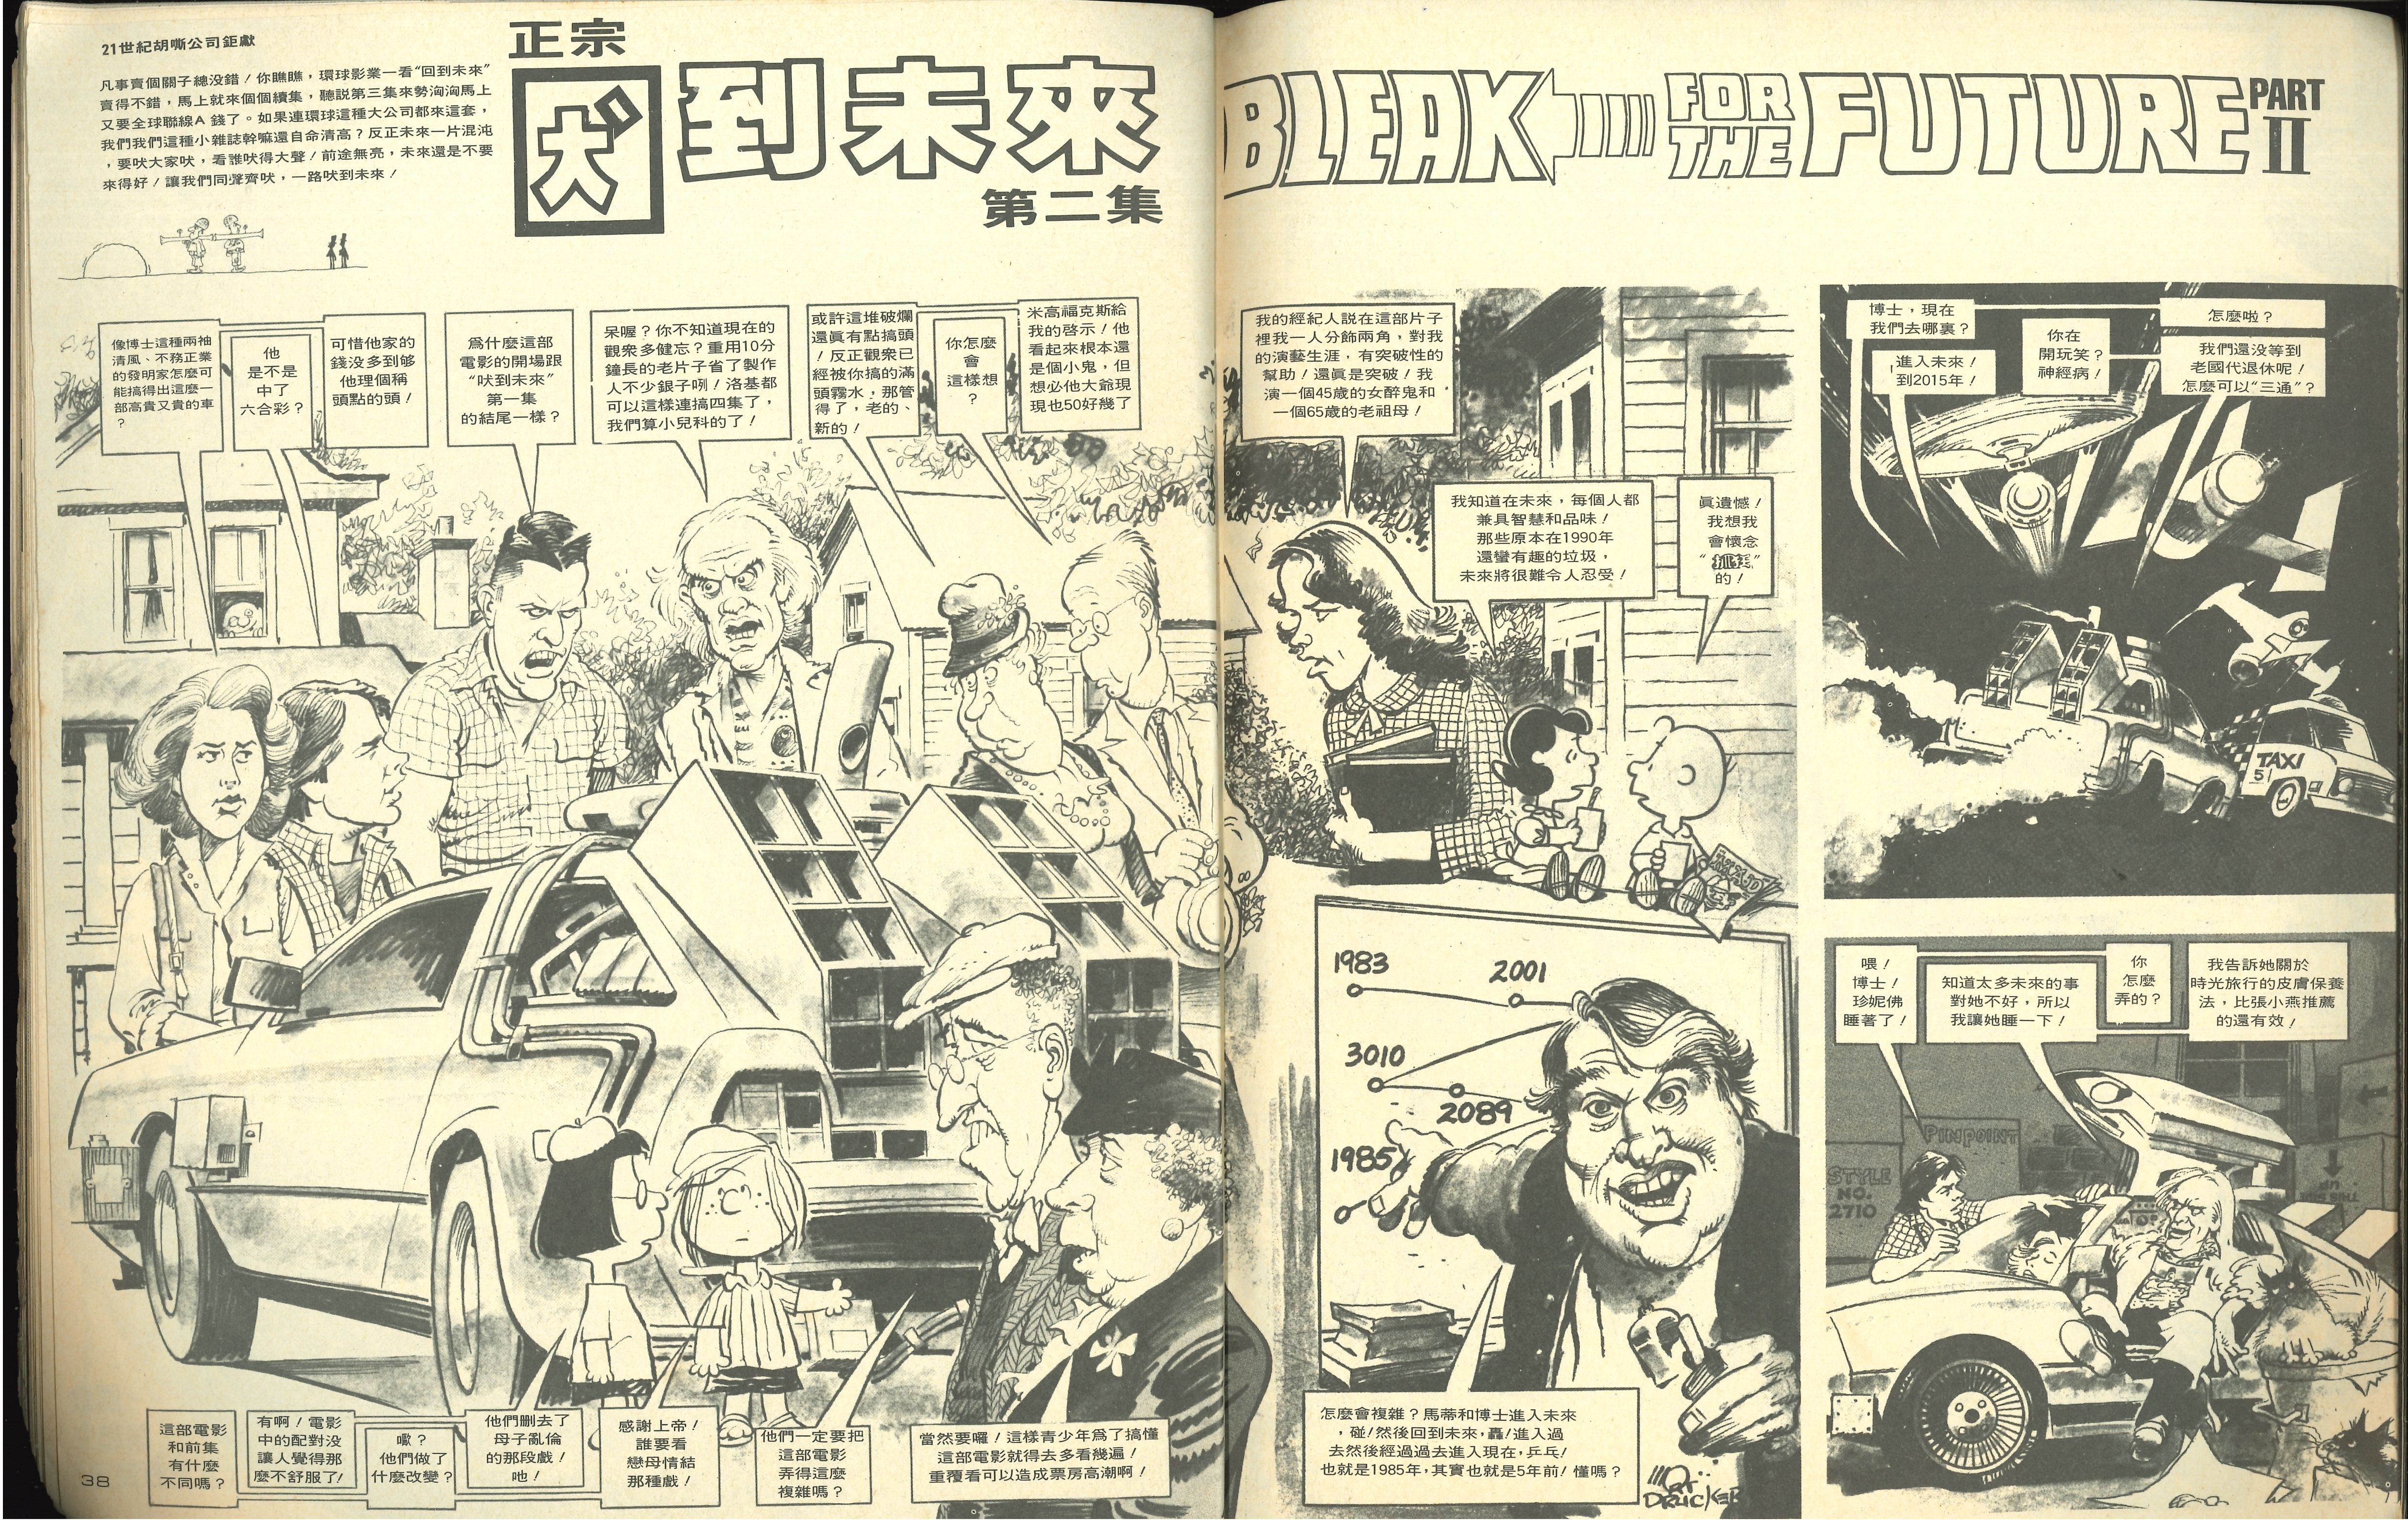 21世紀胡嘶公司鉅獻
凡事賣個關子總没錯！你瞧瞧，環球影業一看“回到未來”
賣得不錯，馬上就來個個續集，聽説第三集來勢洶洶馬上
又要全球聯線A 錢了。如果連環球這種大公司都來這套，
我們我們這種小雜誌幹嘛還自命清高？反正未來一片混沌
，要吠大家吠，看誰吠得大聲！前途無亮，未來還是不要
來得好！讓我們同聲齊吠，一路吠到未來！
正宗
吠到未來
第二集
BLEAK FOR THE FUTURE PART II
像博士這種兩袖
清風、不務正業
的發明家怎麼可
能搞得出這麼一
部高貴又貴的車
？
他
是不是
中了
六合彩？
可惜他家的
錢没多到够
他理個稱
頭點的頭！
爲什麼這部
電影的開場跟
“吠到未來”
第一集
的結尾一樣？
呆喔？你不知道現在的
觀衆多健忘？重用10分
鐘長的老片子省了製作
人不少銀子咧！洛基都
可以這樣連搞四集了，
我們算小兒科的了！
或許這堆破爛
還眞有點搞頭
！反正觀衆已
經被你搞的滿
頭霧水，那管
得了，老的、
新的！
你怎麼
會
這樣想
？
米高福克斯給
我的啓示！他
看起來根本還
是個小鬼，但
想必他大爺現
現也50好幾了
這部電影
和前集
有什麼
不同嗎？
有啊！電影
中的配對没
讓人覺得那
麼不舒服了！
噉？
他們做了
什麼改變？
他們刪去了
母子亂倫
的那段戲！
吔！
感謝上帝！
誰要看
戀母情結
那種戲！
他們一定要把
這部電影
弄得這麼
複雜嗎？
當然要囉！這樣青少年爲了搞懂
這部電影就得去多看幾遍！
重覆看可以造成票房高潮啊！
38
我的經紀人説在這部片子
裡我一人分飾兩角，對我
的演藝生涯，有突破性的
幫助！還眞是突破！我
演一個45歲的女醉鬼和
一個65歲的老祖母！
我知道在未來，每個人都
兼具智慧和品味！
那些原本在1990年
還蠻有趣的垃圾，
未來將很難令人忍受！
眞遺憾！
我想我
會懷念
“抓狂”
的！
1983
2001
3010
2089
1985
怎麼會複雜？馬蒂和博士進入未來
，碰！然後回到未來，轟！進入過
去然後經過過去進入現在，乒乓！
也就是1985年，其實也就是5年前！懂嗎？
MORT
DRUCKER
博士，現在
我們去哪裏？
進入未來！
到2015年！
你在
開玩笑？
神經病！
怎麼啦？
我們還没等到
老國代退休呢！
怎麼可以“三通”？
TAXI
51
喂！
博士！
珍妮佛
睡著了！
知道太多未來的事
對她不好，所以
我讓她睡一下！
你
怎麼
弄的？
我告訴她關於
時光旅行的皮膚保養
法，比張小燕推薦
的還有效！
PINPOINT
STYLE
NO.
2710
THIS SIDE
UP